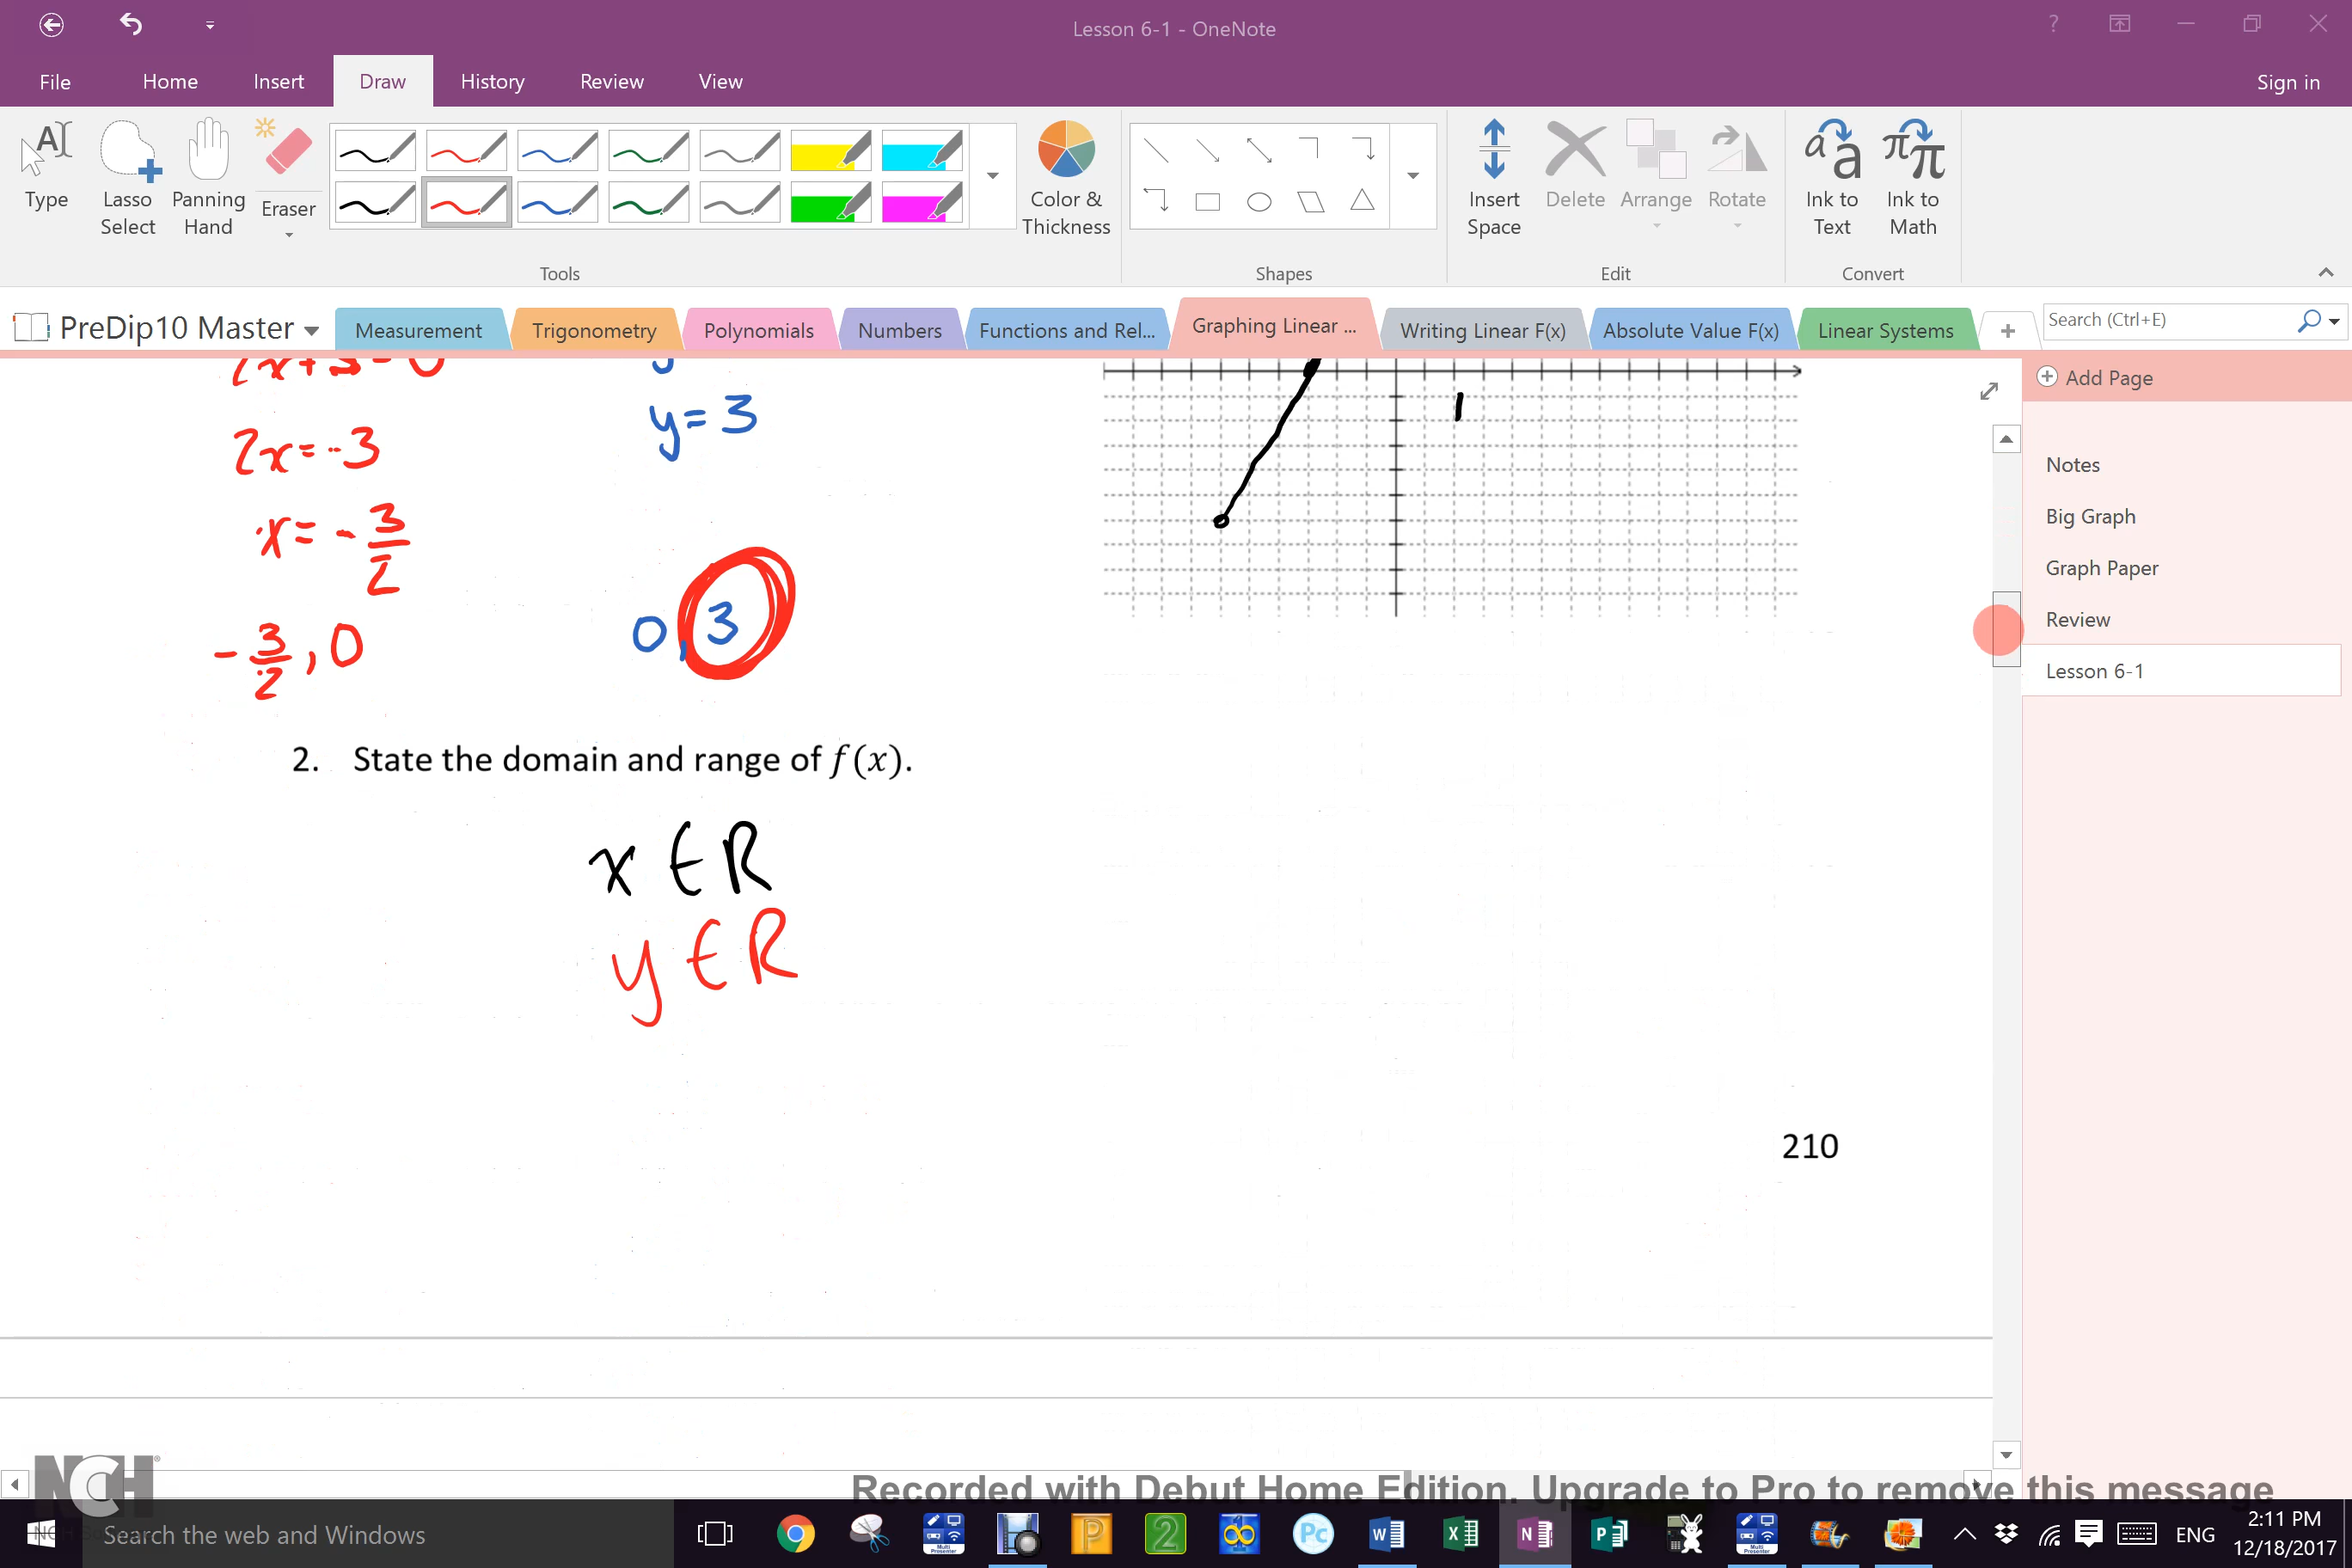 Lesson 6-1 - OneNote
File Home Insert Draw History Review View Sign in
Type Lasso Select Panning Hand Eraser Color & Thickness Insert Space Delete Arrange Rotate Ink to Text Ink to Math
Tools Shapes Edit Convert
PreDip10 Master Measurement Trigonometry Polynomials Numbers Functions and Rel... Graphing Linear ... Writing Linear F(x) Absolute Value F(x) Linear Systems Search (Ctrl+E)
Add Page
Notes
Big Graph
Graph Paper
Review
Lesson 6-1
2x+3=0
2x=-3
x= -3/2
-3/2, 0
y=3
0, 3
2. State the domain and range of f(x).
x ∈ R
y ∈ R
210
NCH
Recorded with Debut Home Edition. Upgrade to Pro to remove this message
Search the web and Windows
ENG
2:11 PM
12/18/2017